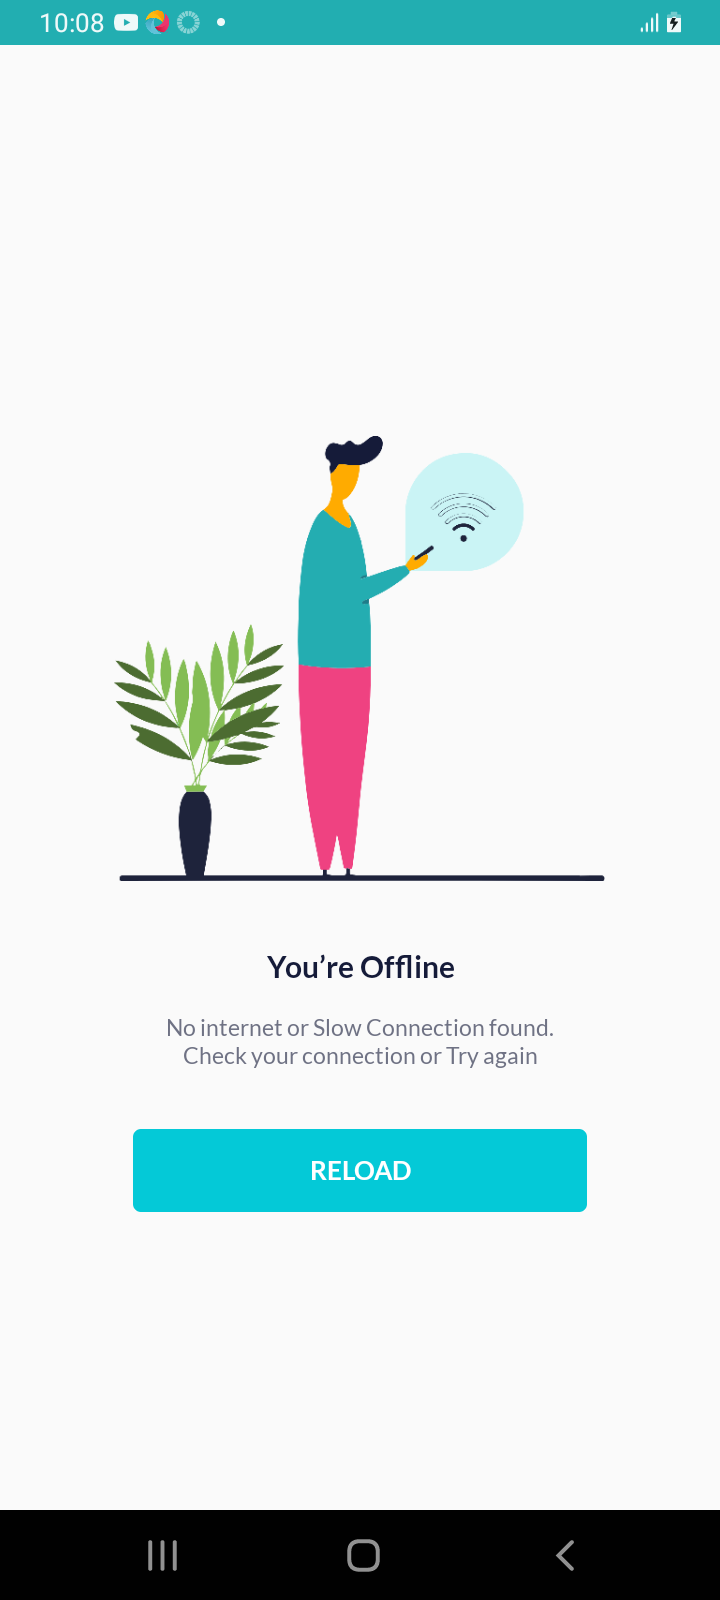 10:08
You’re Offline
No internet or Slow Connection found.
Check your connection or Try again
RELOAD